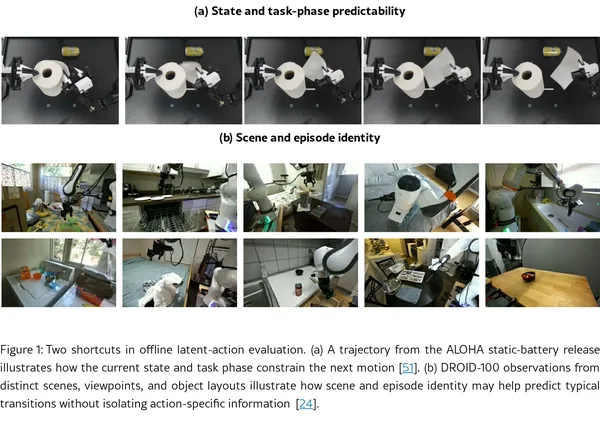 (a) State and task-phase predictability
(b) Scene and episode identity
Figure 1: Two shortcuts in offline latent-action evaluation. (a) A trajectory from the ALOHA static-battery release
illustrates how the current state and task phase constrain the next motion [51]. (b) DROID-100 observations from
distinct scenes, viewpoints, and object layouts illustrate how scene and episode identity may help predict typical
transitions without isolating action-specific information [24].